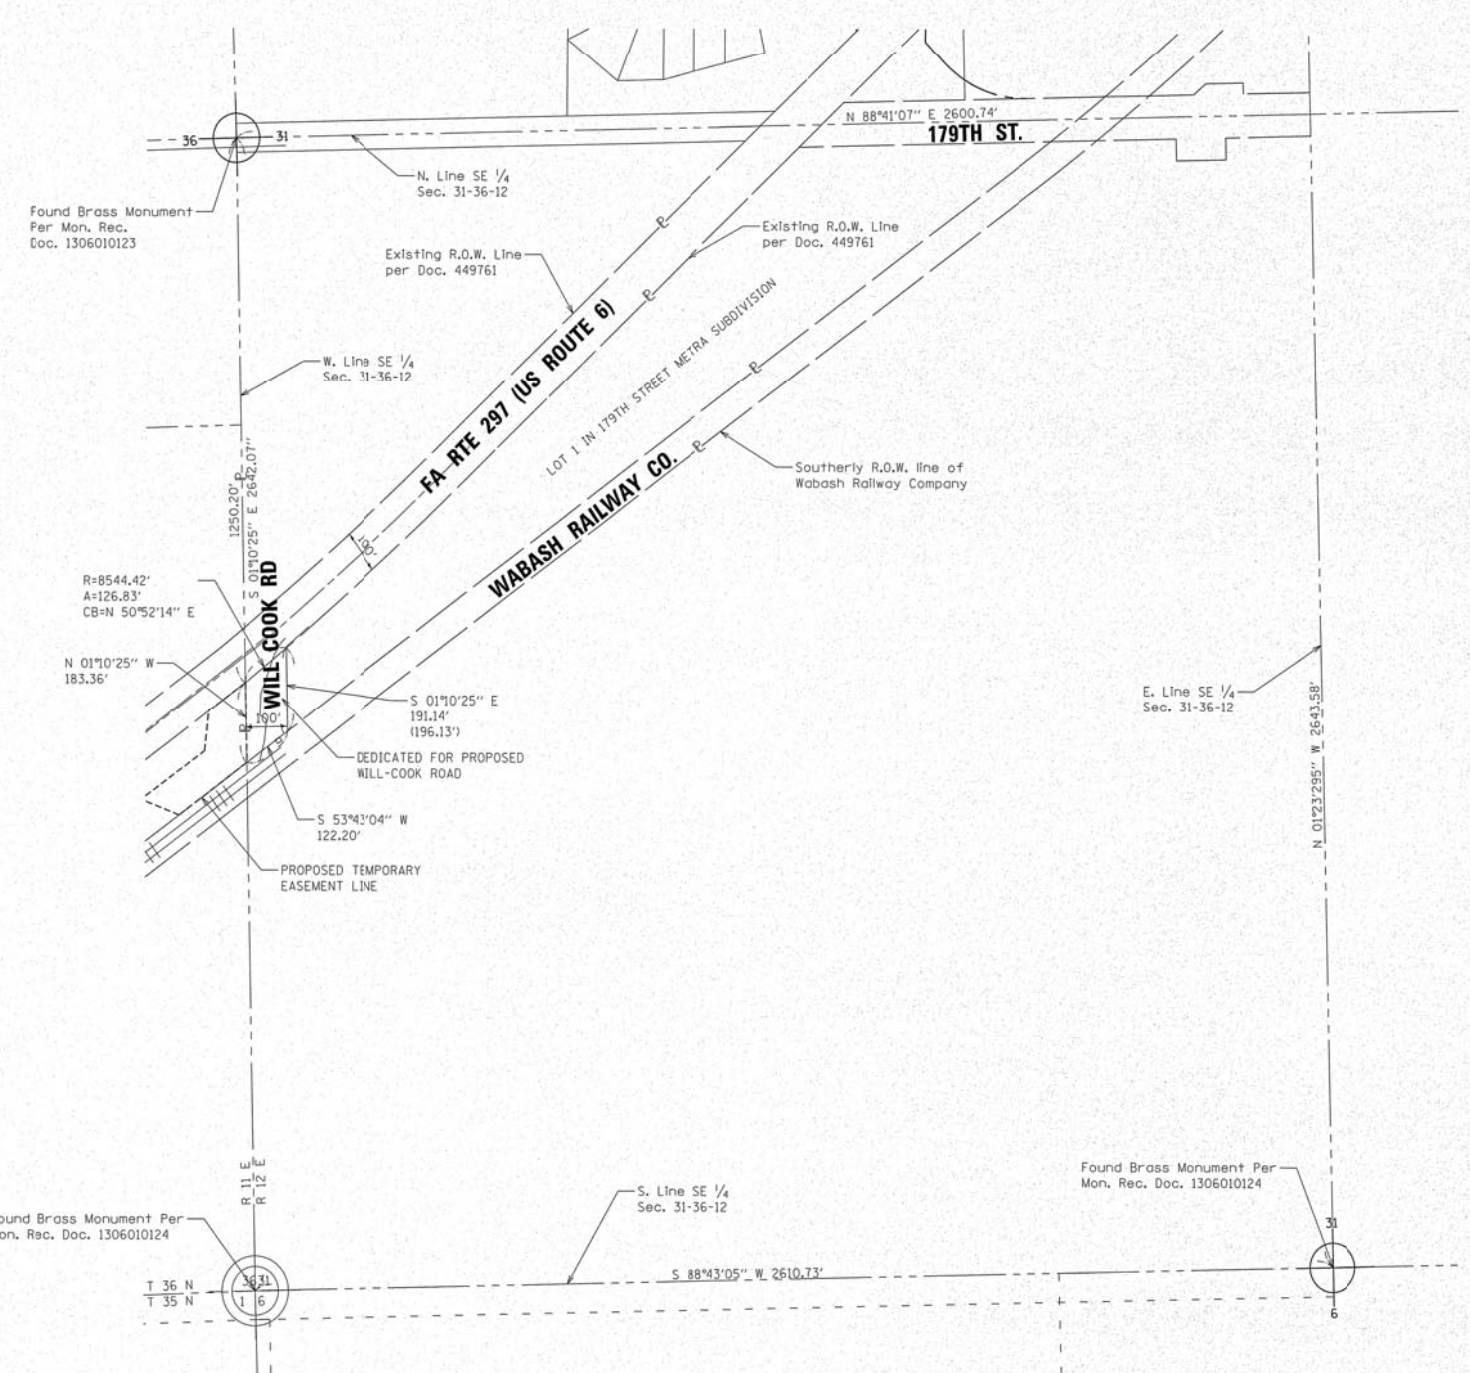 N 88°41'07" E 2600.74'
179TH ST.
36
31
N. Line SE 1/4
Sec. 31-36-12
Found Brass Monument
Per Mon. Rec.
Doc. 1306010123
Existing R.O.W. Line
per Doc. 449761
Existing R.O.W. Line
per Doc. 449761
FA RTE 297 (US ROUTE 6)
LOT 1 IN 179TH STREET METRA SUBDIVISION
W. Line SE 1/4
Sec. 31-36-12
WABASH RAILWAY CO.
Southerly R.O.W. line of
Wabash Railway Company
1250.20'
S 01°10'25" E 2642.07"
100'
WILL COOK RD
R=8544.42'
A=126.83'
CB=N 50°52'14" E
N 01°10'25" W
183.36'
S 01°10'25" E
191.14'
(196.13')
100'
DEDICATED FOR PROPOSED
WILL-COOK ROAD
S 53°43'04" W
122.20'
PROPOSED TEMPORARY
EASEMENT LINE
E. Line SE 1/4
Sec. 31-36-12
N 01°23'295" W 2643.58'
R 11 E
R 12 E
Found Brass Monument Per
Mon. Rec. Doc. 1306010124
S. Line SE 1/4
Sec. 31-36-12
ound Brass Monument Per
on. Rec. Doc. 1306010124
31
S 88°43'05" W 2610.73'
T 36 N
T 35 N
36 31
1 6
6